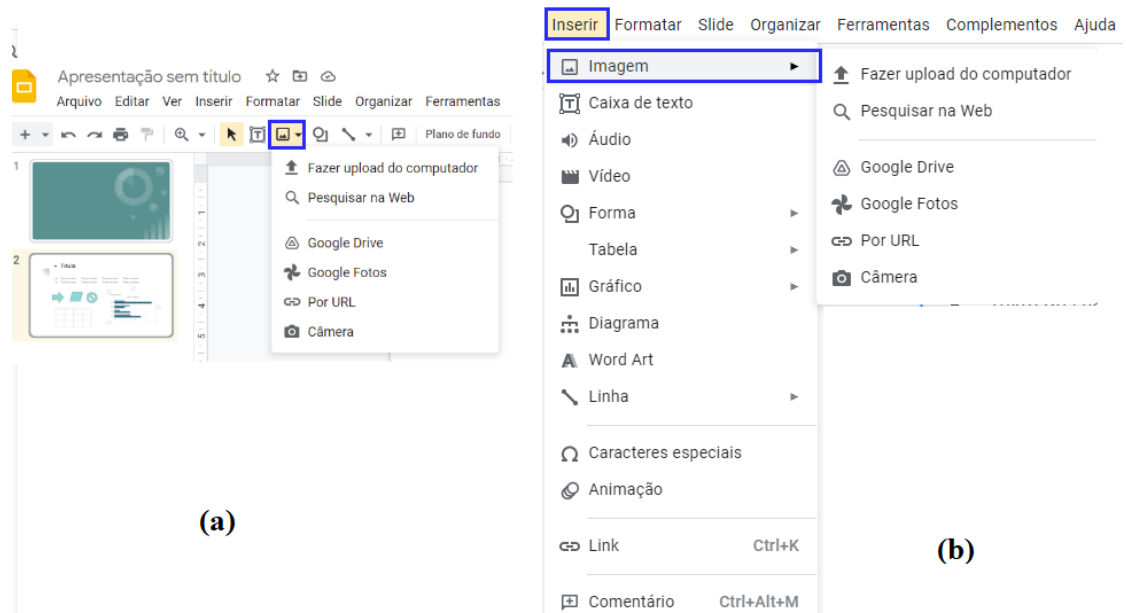 Apresentação sem título
Arquivo Editar Ver Inserir Formatar Slide Organizar Ferramentas
Plano de fundo
1
Fazer upload do computador
Pesquisar na Web
Google Drive
Google Fotos
Por URL
Câmera
2
Título
(a)
Inserir Formatar Slide Organizar Ferramentas Complementos Ajuda
Imagem
Caixa de texto
Áudio
Vídeo
Forma
Tabela
Gráfico
Diagrama
Word Art
Linha
Caracteres especiais
Animação
Link Ctrl+K
Comentário Ctrl+Alt+M
Fazer upload do computador
Pesquisar na Web
Google Drive
Google Fotos
Por URL
Câmera
(b)